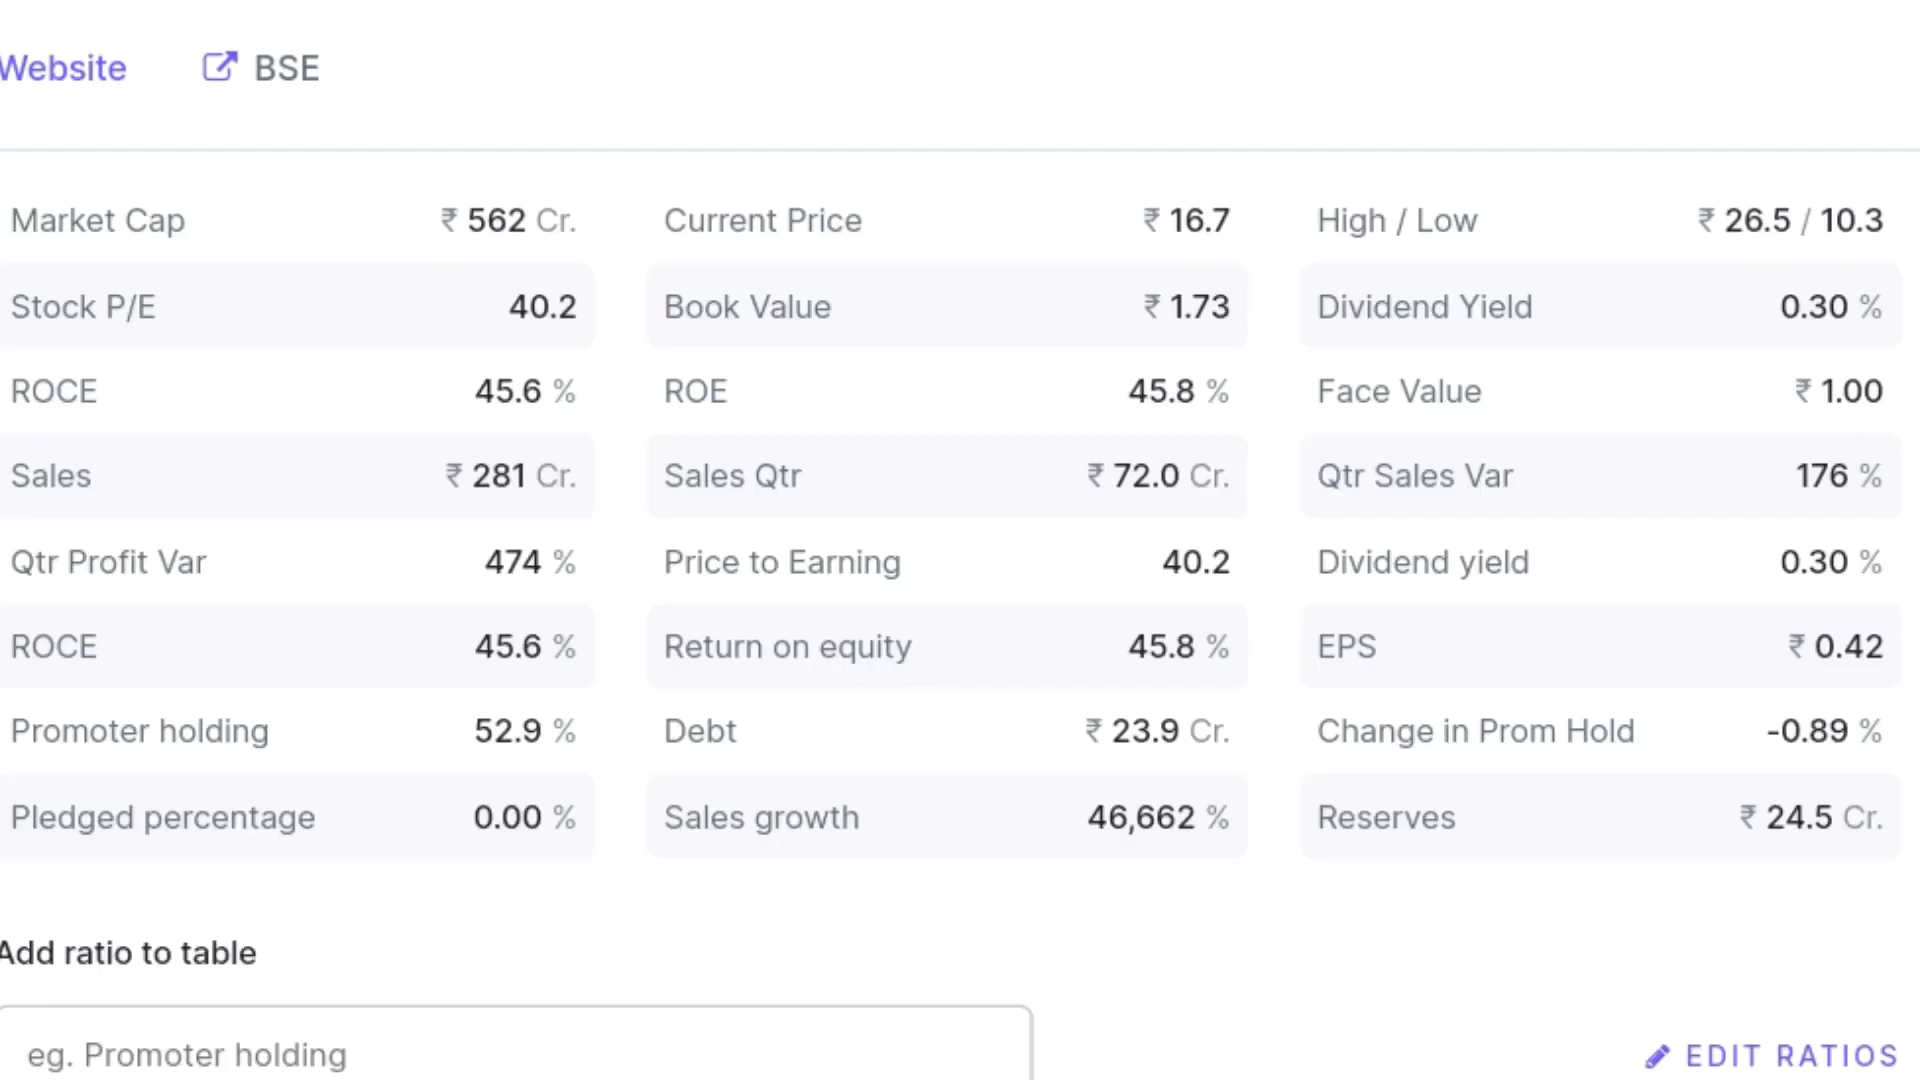 Website BSE
Market Cap ₹ 562 Cr. Current Price ₹ 16.7 High / Low ₹ 26.5 / 10.3
Stock P/E 40.2 Book Value ₹ 1.73 Dividend Yield 0.30 %
ROCE 45.6 % ROE 45.8 % Face Value ₹ 1.00
Sales ₹ 281 Cr. Sales Qtr ₹ 72.0 Cr. Qtr Sales Var 176 %
Qtr Profit Var 474 % Price to Earning 40.2 Dividend yield 0.30 %
ROCE 45.6 % Return on equity 45.8 % EPS ₹ 0.42
Promoter holding 52.9 % Debt ₹ 23.9 Cr. Change in Prom Hold -0.89 %
Pledged percentage 0.00 % Sales growth 46,662 % Reserves ₹ 24.5 Cr.
Add ratio to table
eg. Promoter holding EDIT RATIOS